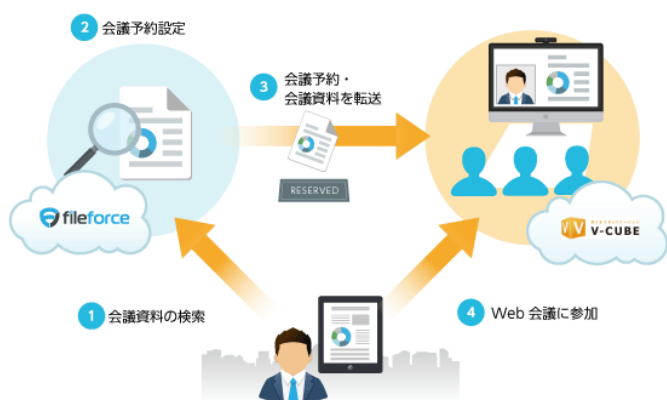 2 会議予約設定
3 会議予約・
会議資料を転送
RESERVED
fileforce
V-CUBE
1 会議資料の検索
4 Web 会議に参加